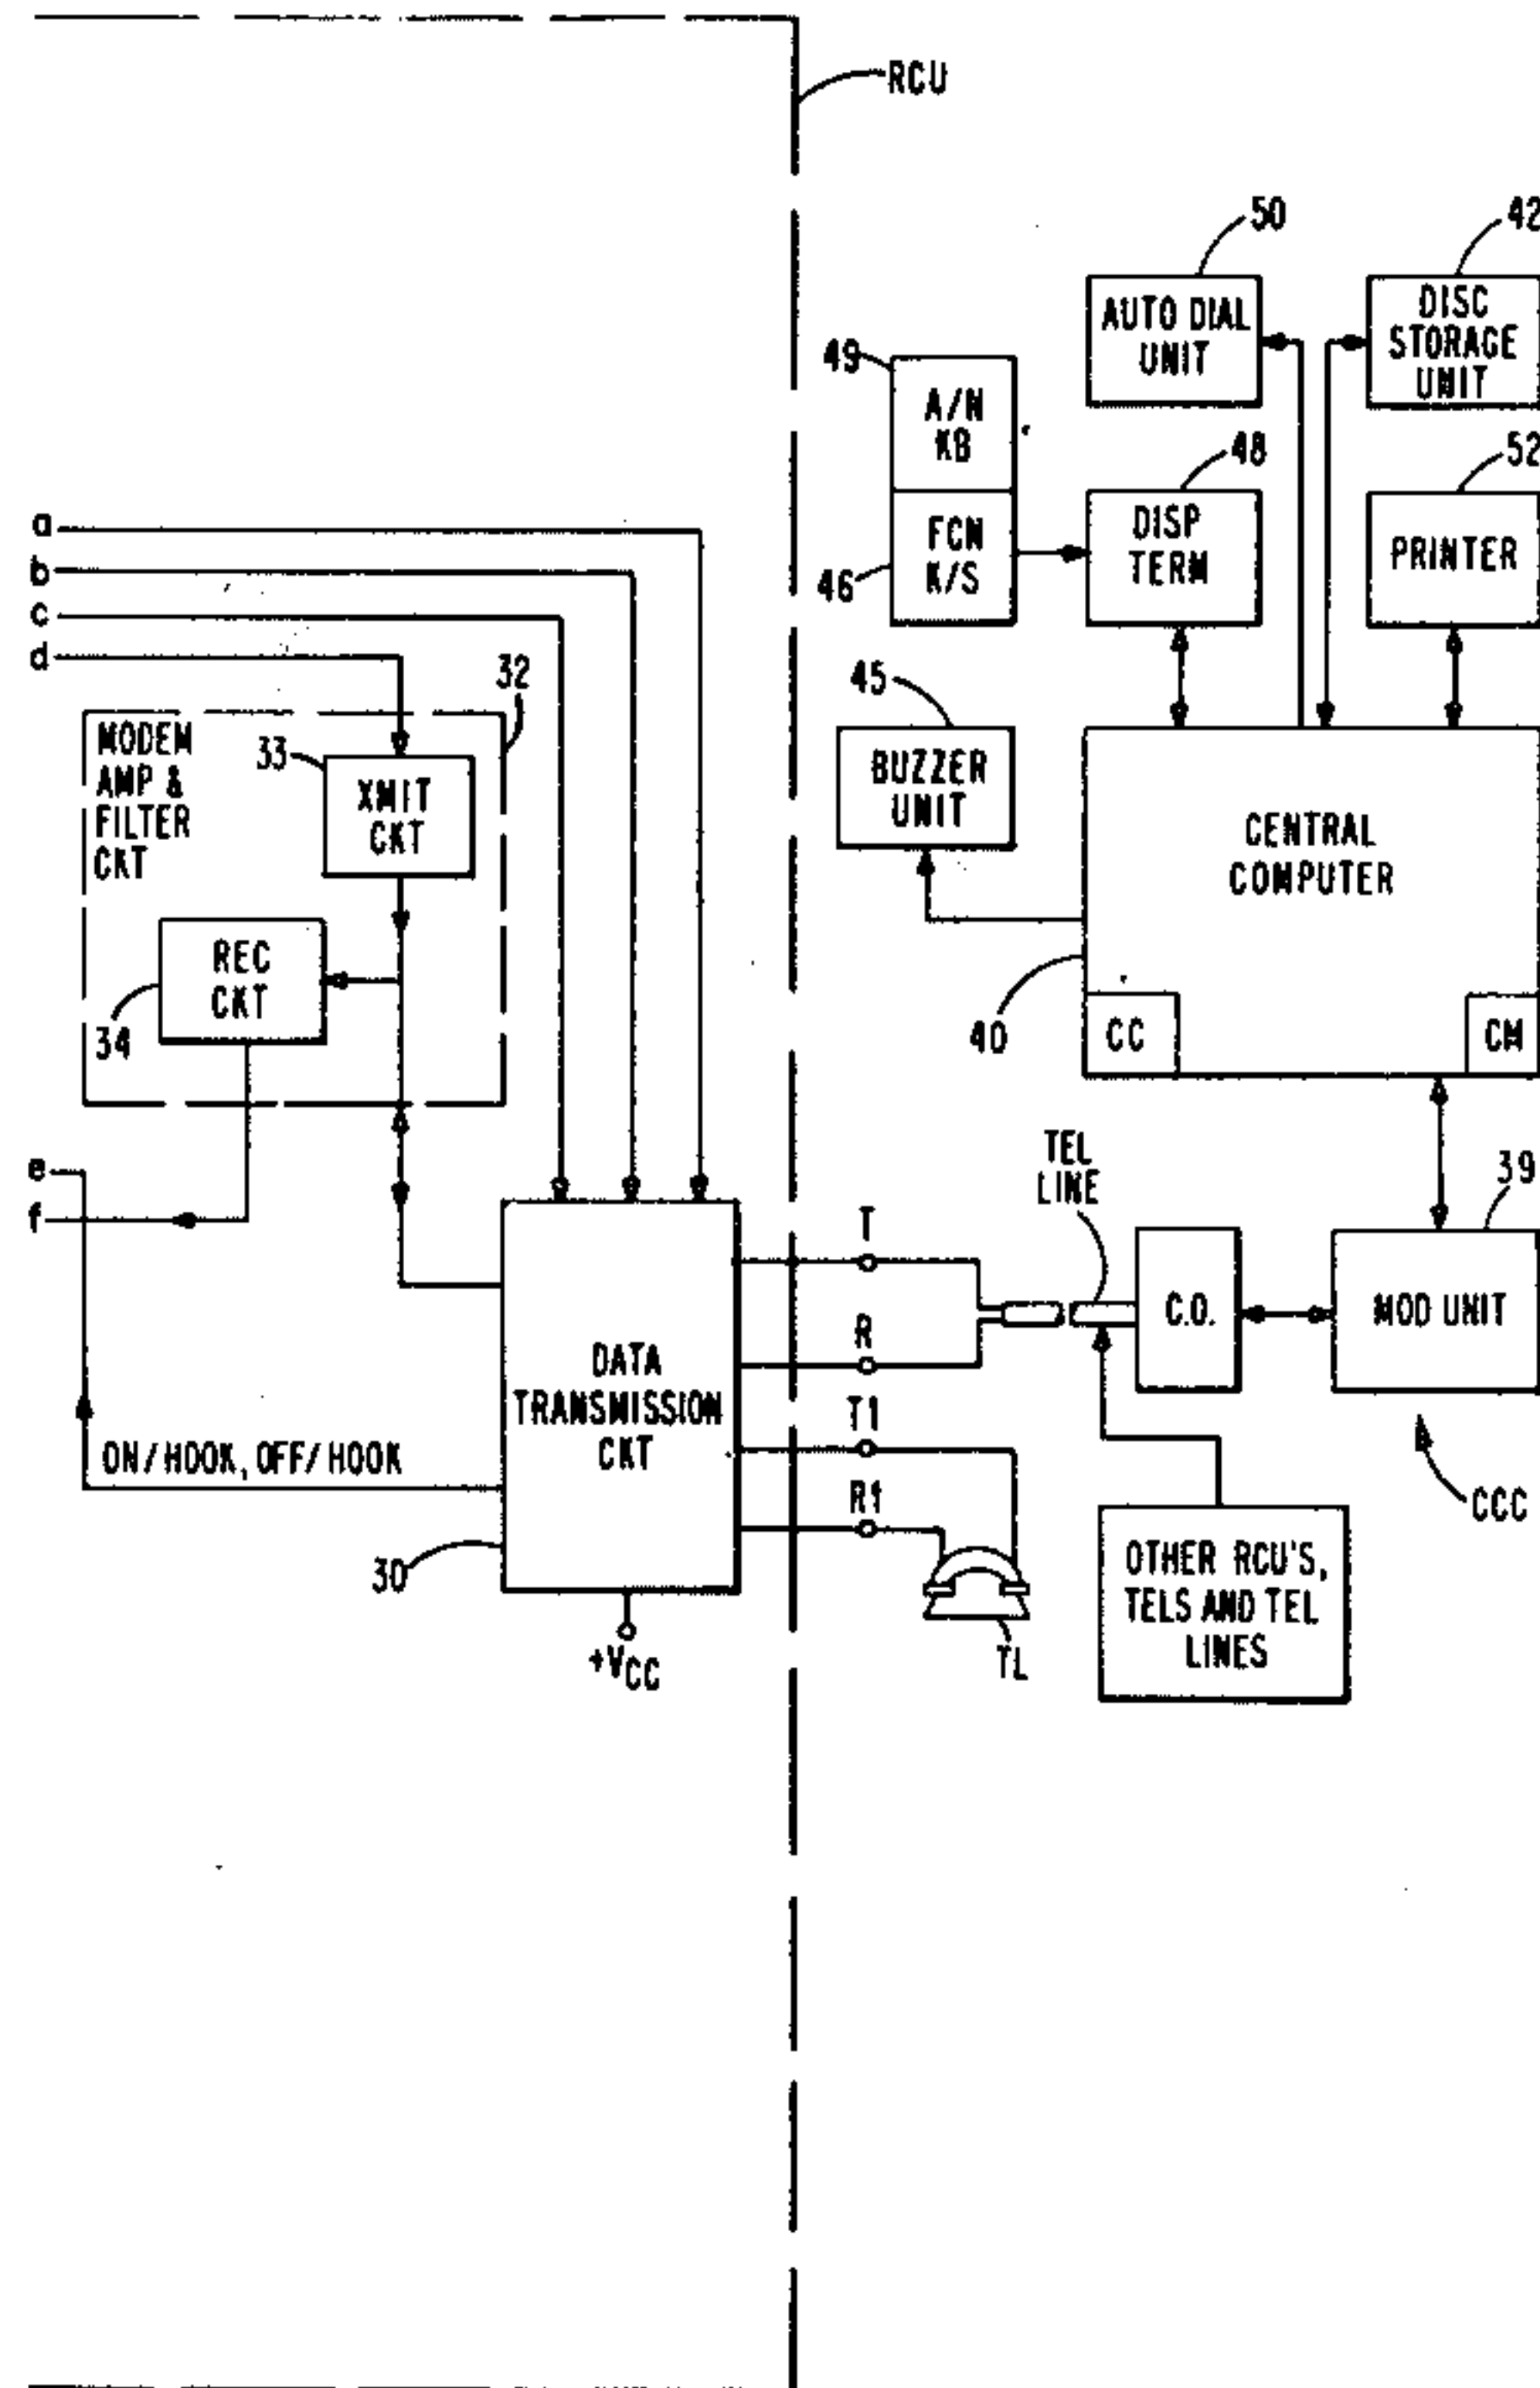 RCU
50
42
AUTO DIAL
UNIT
DISC
STORAGE
UNIT
49
A/N
KB
48
52
FCN
K/S
46
DISP
TERM
PRINTER
a
b
c
d
32
45
MODEM
AMP &
FILTER
CKT
33
XMIT
CKT
BUZZER
UNIT
CENTRAL
COMPUTER
REC
CKT
34
40
CC
CM
e
f
TEL
LINE
39
T
R
C.O.
MOD UNIT
DATA
TRANSMISSION
CKT
T1
R1
ON/HOOK, OFF/HOOK
CCC
30
OTHER RCU'S,
TELS AND TEL
LINES
+VCC
TL